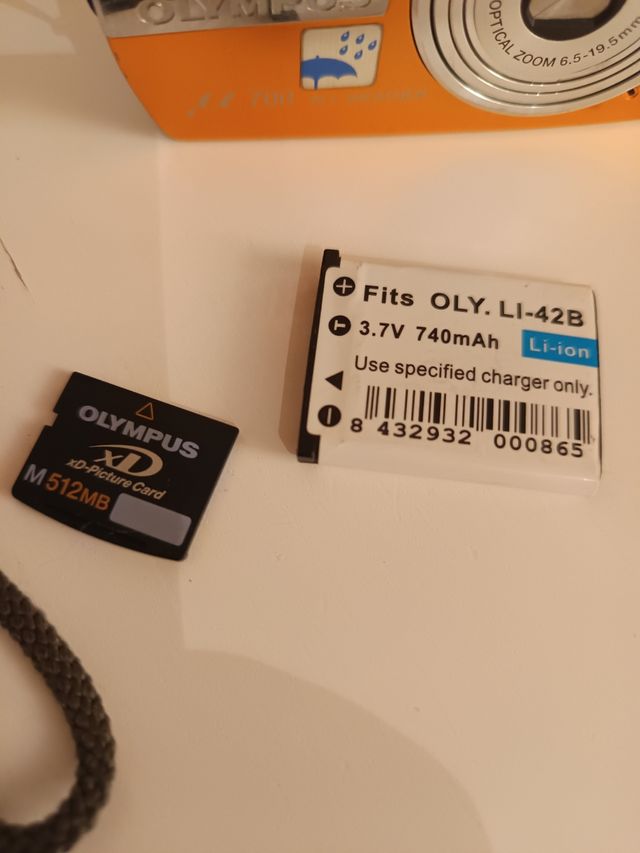 OLYMPUS
OPTICAL ZOOM 6.5-19.5mm
Fits OLY. LI-42B
3.7V 740mAh
Li-ion
Use specified charger only.
8 432932 000865
OLYMPUS
xD
xD-Picture Card
M 512MB